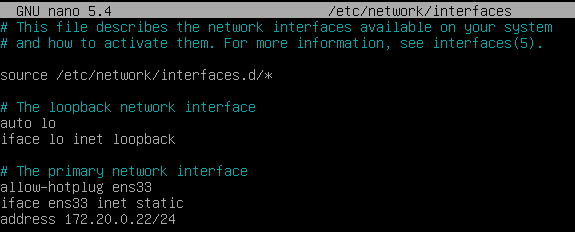 GNU nano 5.4 /etc/network/interfaces
# This file describes the network interfaces available on your system
# and how to activate them. For more information, see interfaces(5).
source /etc/network/interfaces.d/*
# The loopback network interface
auto lo
iface lo inet loopback
# The primary network interface
allow-hotplug ens33
iface ens33 inet static
address 172.20.0.22/24